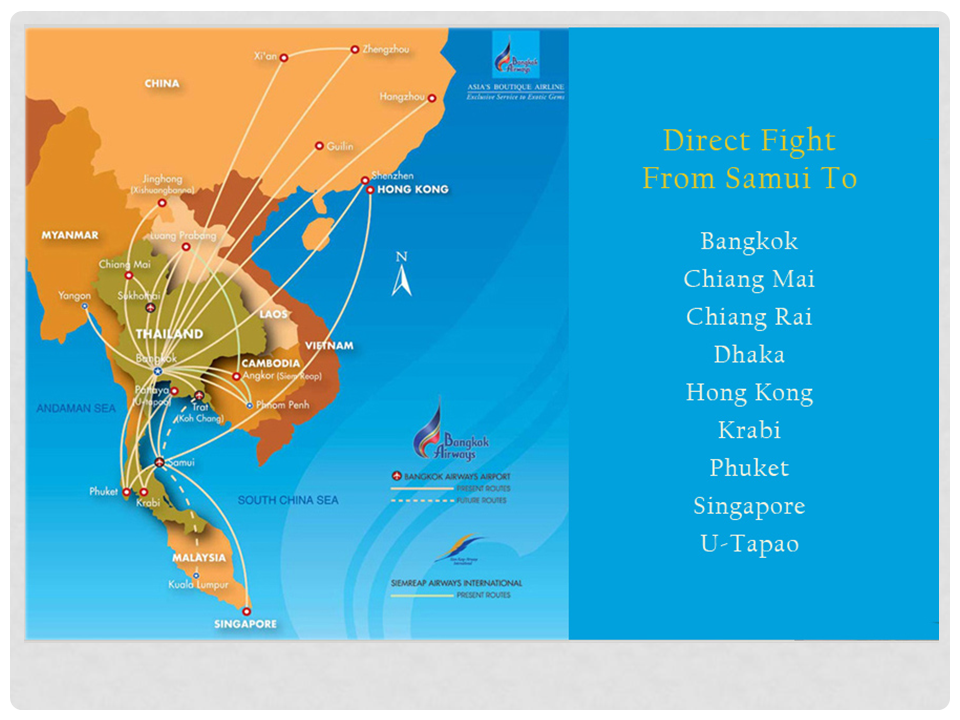 Xi'an
Zhengzhou
CHINA
Hangzhou
Bangkok
Airways
ASIA'S BOUTIQUE AIRLINE
Exclusive Service to Exotic Gems
Guilin
Jinghong
(Xishuangbanna)
Shenzhen
HONG KONG
MYANMAR
Luang Prabang
Chiang Mai
N
Yangon
Sukhothai
LAOS
THAILAND
VIETNAM
Bangkok
CAMBODIA
Angkor (Siem Reap)
Pattaya
(U-tapao)
Trat
(Koh Chang)
Phnom Penh
ANDAMAN SEA
Samui
Phuket
Krabi
SOUTH CHINA SEA
MALAYSIA
Kuala Lumpur
SINGAPORE
Bangkok
Airways
BANGKOK AIRWAYS AIRPORT
PRESENT ROUTES
FUTURE ROUTES
SIEMREAP AIRWAYS INTERNATIONAL
PRESENT ROUTES
Direct Fight
From Samui To
Bangkok
Chiang Mai
Chiang Rai
Dhaka
Hong Kong
Krabi
Phuket
Singapore
U-Tapao